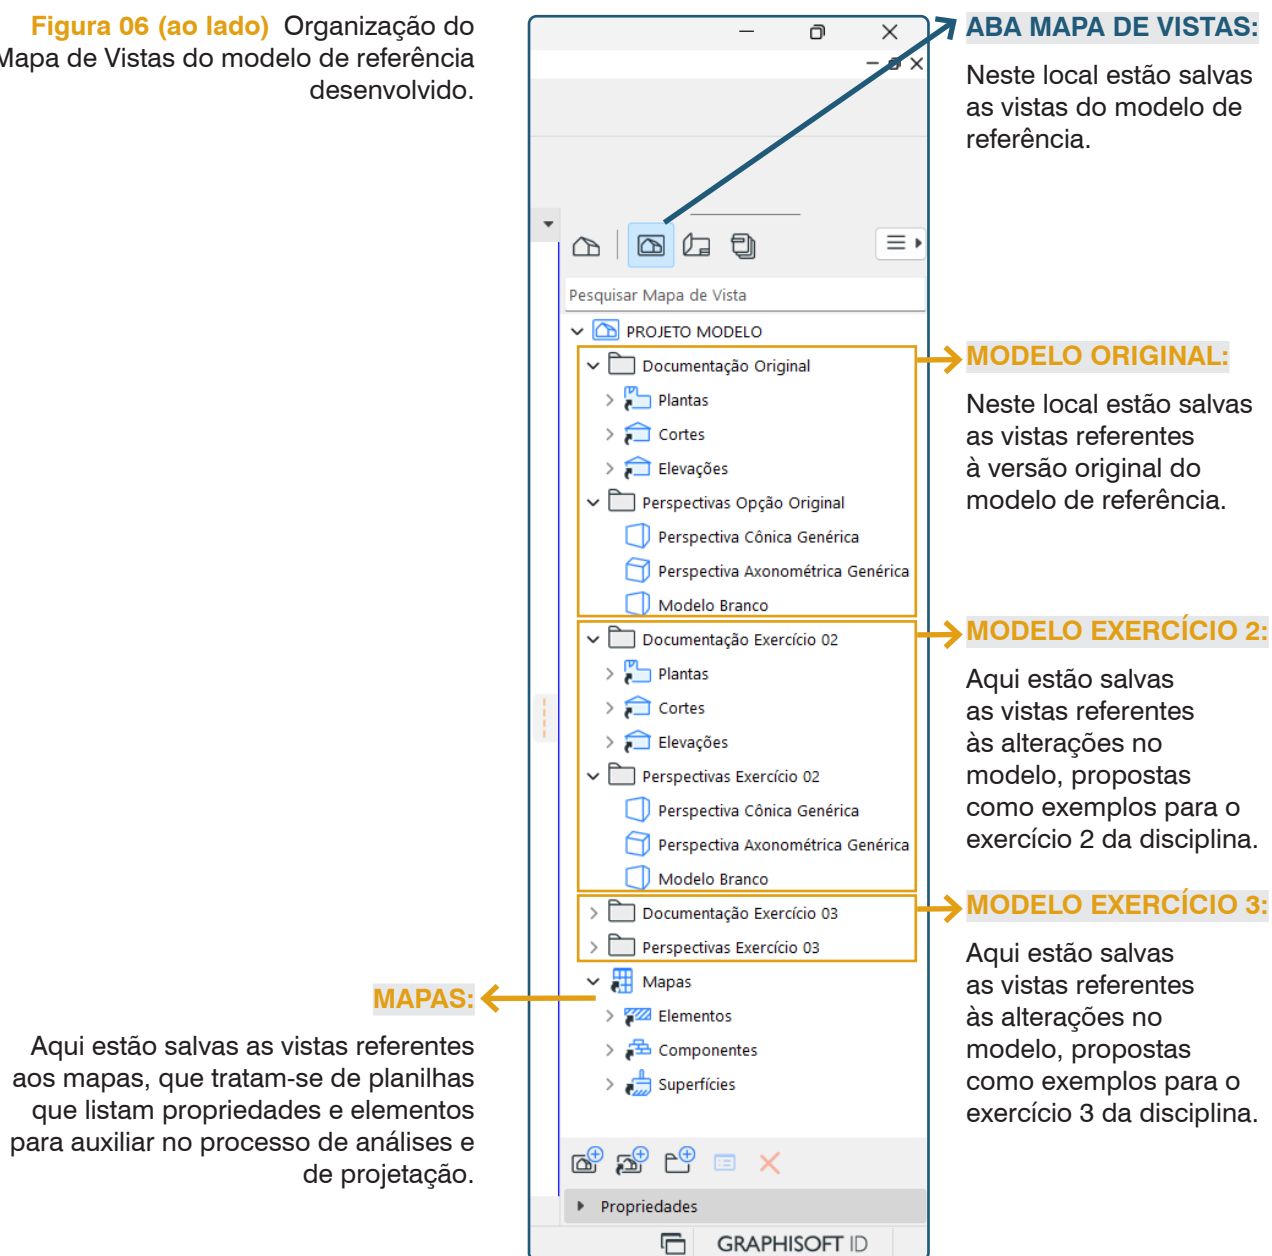 Figura 06 (ao lado) Organização do
Mapa de Vistas do modelo de referência
desenvolvido.
ABA MAPA DE VISTAS:
Neste local estão salvas
as vistas do modelo de
referência.
Pesquisar Mapa de Vista
PROJETO MODELO
Documentação Original
Plantas
Cortes
Elevações
Perspectivas Opção Original
Perspectiva Cônica Genérica
Perspectiva Axonométrica Genérica
Modelo Branco
MODELO ORIGINAL:
Neste local estão salvas
as vistas referentes
à versão original do
modelo de referência.
Documentação Exercício 02
Plantas
Cortes
Elevações
Perspectivas Exercício 02
Perspectiva Cônica Genérica
Perspectiva Axonométrica Genérica
Modelo Branco
MODELO EXERCÍCIO 2:
Aqui estão salvas
as vistas referentes
às alterações no
modelo, propostas
como exemplos para o
exercício 2 da disciplina.
Documentação Exercício 03
Perspectivas Exercício 03
MODELO EXERCÍCIO 3:
Aqui estão salvas
as vistas referentes
às alterações no
modelo, propostas
como exemplos para o
exercício 3 da disciplina.
Mapas
Elementos
Componentes
Superfícies
MAPAS:
Aqui estão salvas as vistas referentes
aos mapas, que tratam-se de planilhas
que listam propriedades e elementos
para auxiliar no processo de análises e
de projetação.
Propriedades
GRAPHISOFT ID